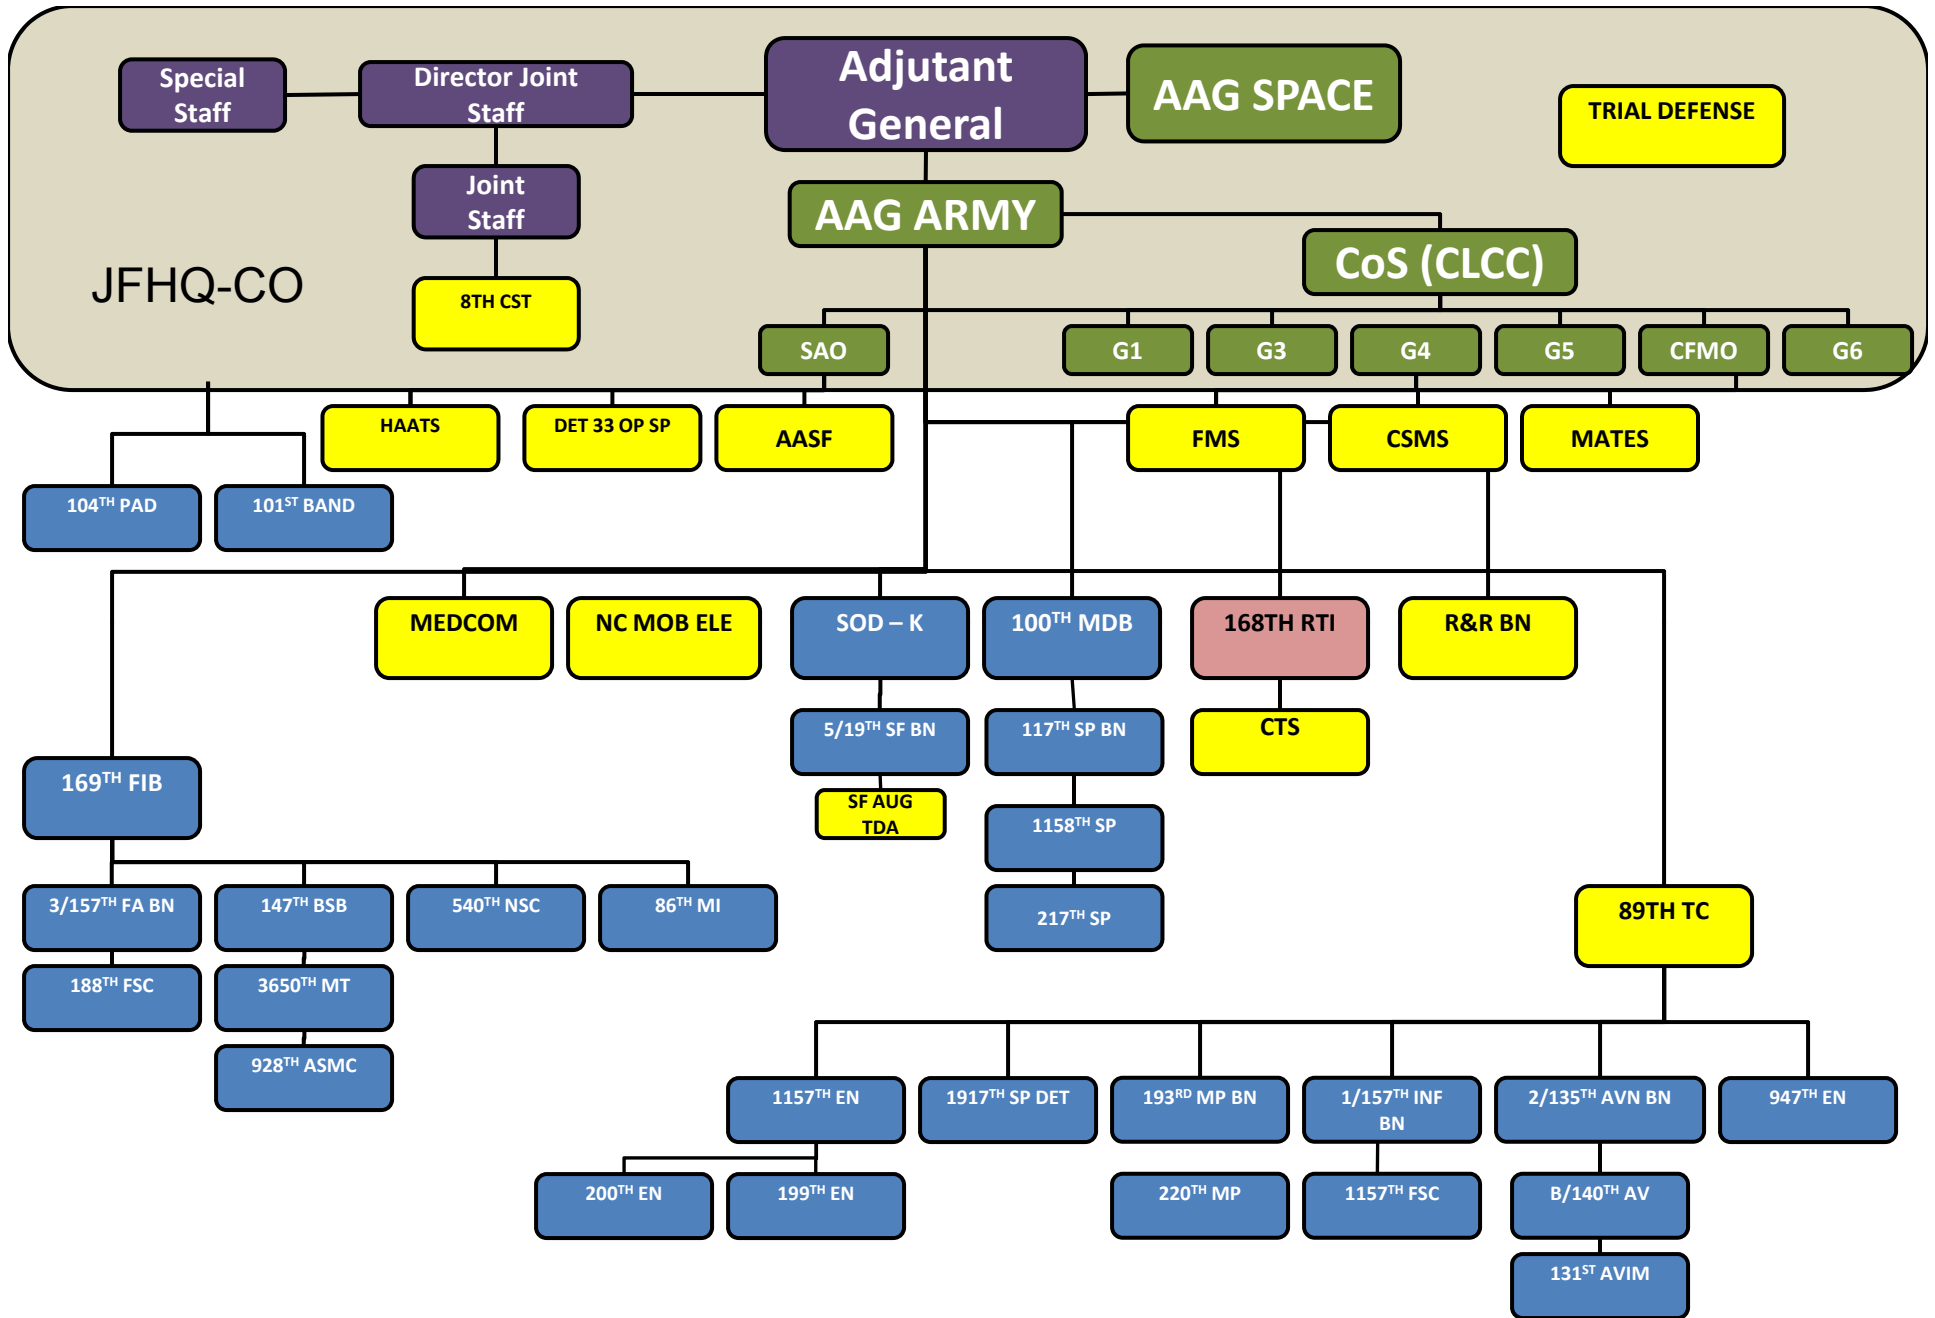 Special
Staff
Director Joint
Staff
Adjutant
General
AAG SPACE
TRIAL DEFENSE
Joint
Staff
AAG ARMY
CoS (CLCC)
JFHQ-CO
8TH CST
SAO
G1
G3
G4
G5
CFMO
G6
HAATS
DET 33 OP SP
AASF
FMS
CSMS
MATES
104TH PAD
101ST BAND
MEDCOM
NC MOB ELE
SOD – K
100TH MDB
168TH RTI
R&R BN
5/19TH SF BN
117TH SP BN
CTS
169TH FIB
SF AUG
TDA
1158TH SP
3/157TH FA BN
147TH BSB
540TH NSC
86TH MI
217TH SP
89TH TC
188TH FSC
3650TH MT
928TH ASMC
1157TH EN
1917TH SP DET
193RD MP BN
1/157TH INF
BN
2/135TH AVN BN
947TH EN
200TH EN
199TH EN
220TH MP
1157TH FSC
B/140TH AV
131ST AVIM